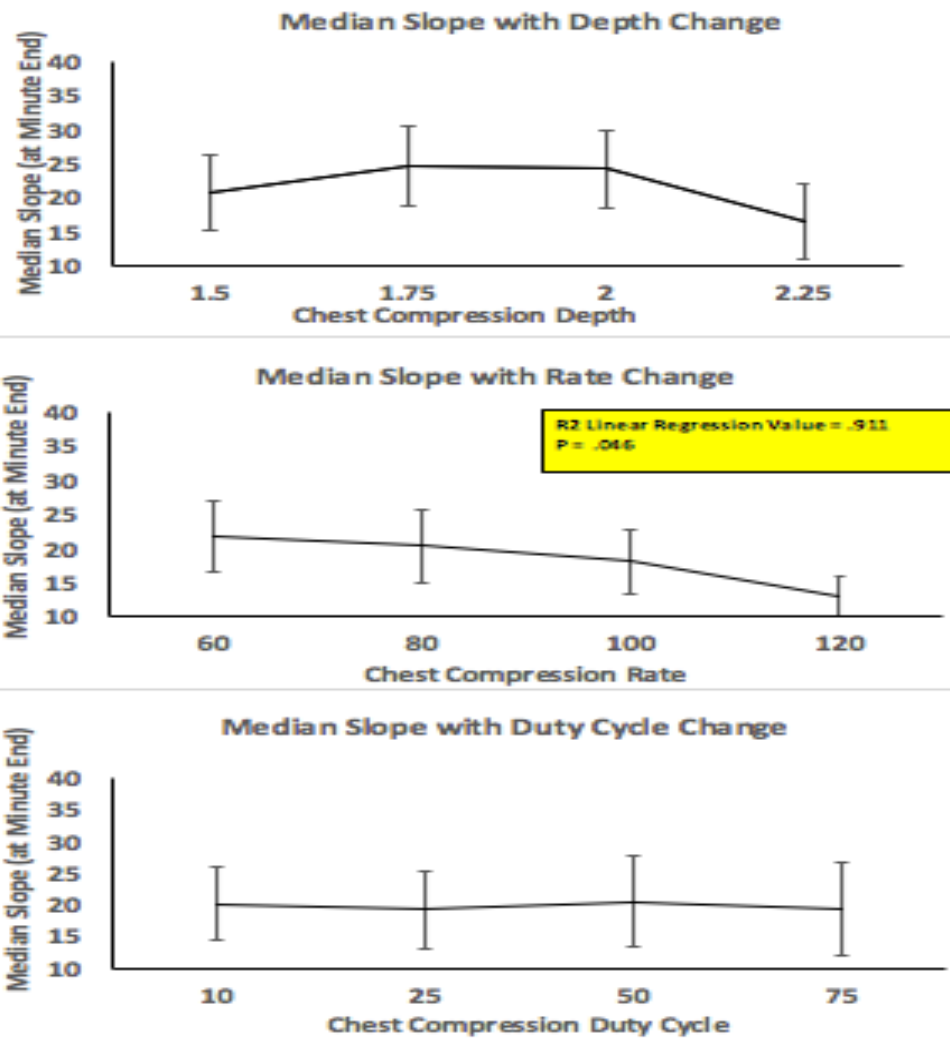 Median Slope with Depth Change
Median Slope (at Minute End)
40
35
30
25
20
15
10
1.5 1.75 2 2.25
Chest Compression Depth
Median Slope with Rate Change
Median Slope (at Minute End)
40
35
30
25
20
15
10
R2 Linear Regression Value = .911
P = .046
60 80 100 120
Chest Compression Rate
Median Slope with Duty Cycle Change
Median Slope (at Minute End)
40
35
30
25
20
15
10
10 25 50 75
Chest Compression Duty Cycle